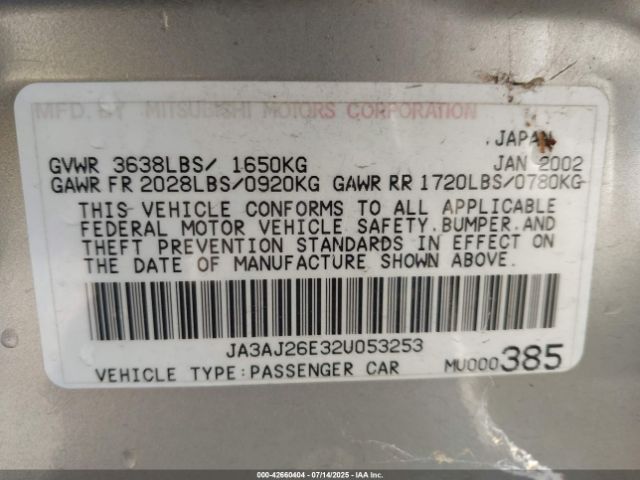 MFD. BY MITSUBISHI MOTORS CORPORATION
JAPAN
GVWR 3638LBS/ 1650KG JAN 2002
GAWR FR 2028LBS/0920KG GAWR RR 1720LBS/0780KG
THIS VEHICLE CONFORMS TO ALL APPLICABLE
FEDERAL MOTOR VEHICLE SAFETY.BUMPER.AND
THEFT PREVENTION STANDARDS IN EFFECT ON
THE DATE OF MANUFACTURE SHOWN ABOVE.
JA3AJ26E32U053253
VEHICLE TYPE:PASSENGER CAR MU000385
000-42660404 | 07/14/2025 | IAA Inc.